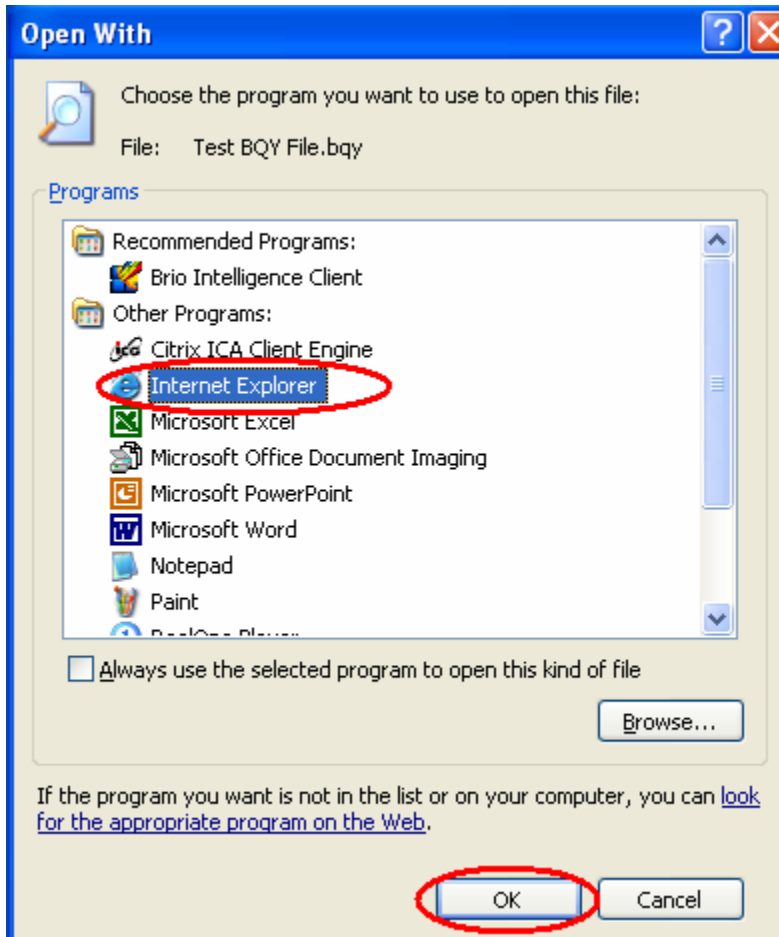 Open With
Choose the program you want to use to open this file:
File: Test BQY File.bqy
Programs
Recommended Programs:
Brio Intelligence Client
Other Programs:
Citrix ICA Client Engine
Internet Explorer
Microsoft Excel
Microsoft Office Document Imaging
Microsoft PowerPoint
Microsoft Word
Notepad
Paint
RealOne Player
Always use the selected program to open this kind of file
Browse...
If the program you want is not in the list or on your computer, you can look
for the appropriate program on the Web.
OK Cancel